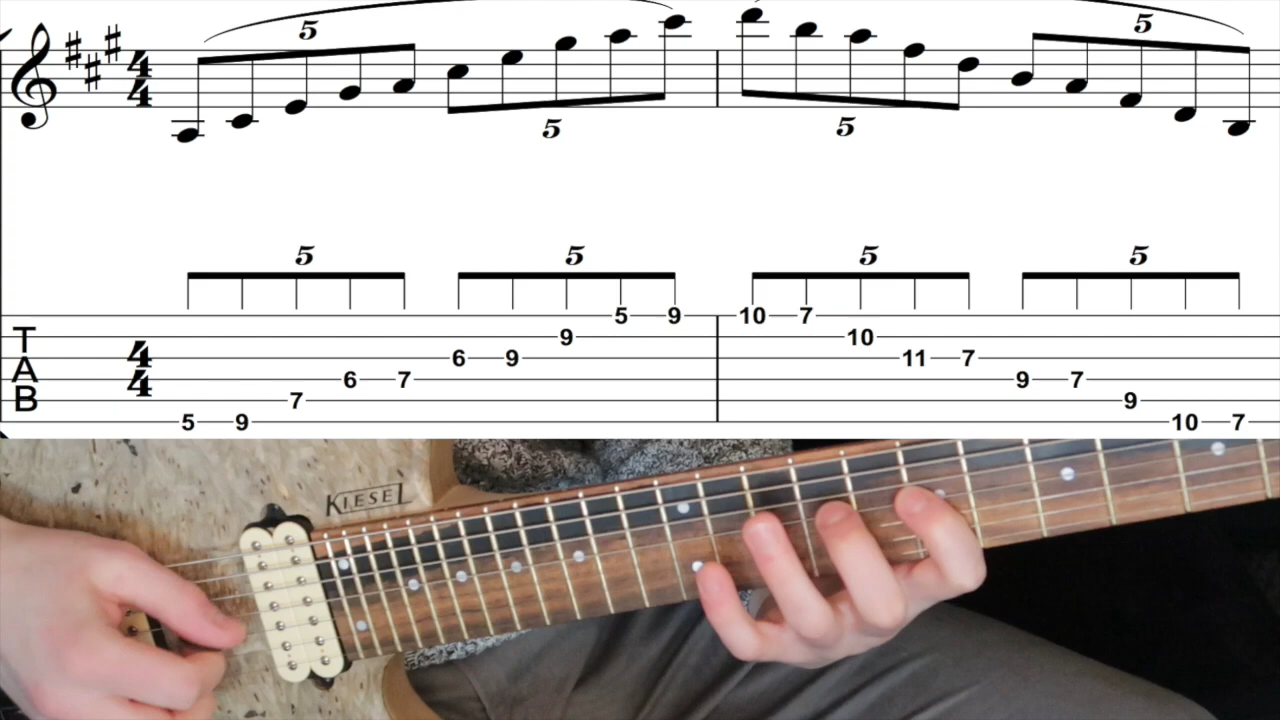 5 5
4 4
5 5
5 5 5 5
5 9 10 7
T 9 10
4 A 6 9 11 7
4 6 7 9 7
B 7 9
5 9 10 7
KIESEL